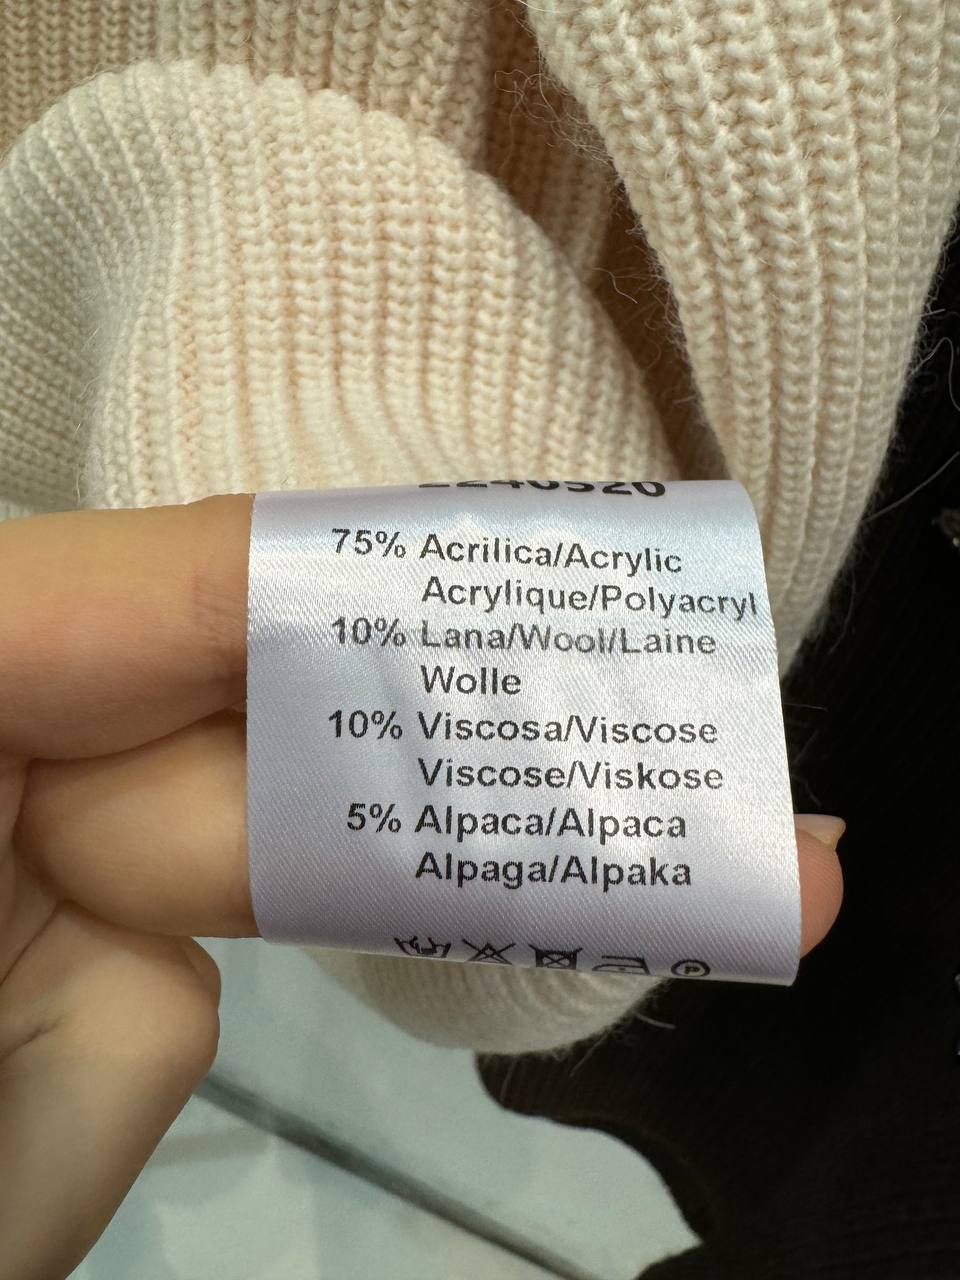 75% Acrilica/Acrylic
Acrylique/Polyacryl
10% Lana/Wool/Laine
Wolle
10% Viscosa/Viscose
Viscose/Viskose
5% Alpaca/Alpaca
Alpaga/Alpaka
P